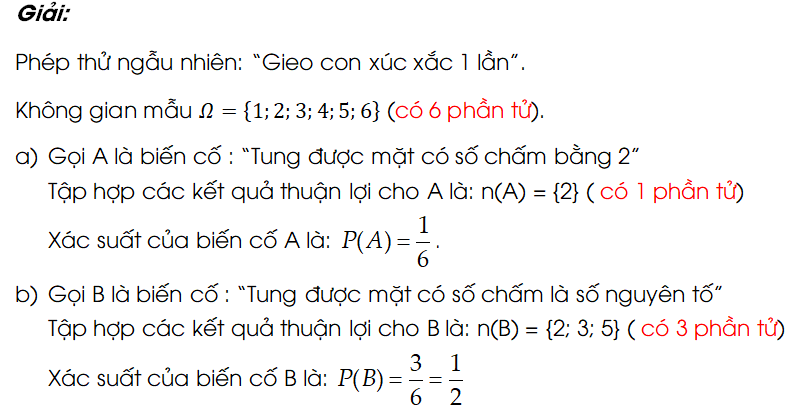 Giải:
Phép thử ngẫu nhiên: “Gieo con xúc xắc 1 lần”.
Không gian mẫu Ω = {1; 2; 3; 4; 5; 6} (có 6 phần tử).
a) Gọi A là biến cố : “Tung được mặt có số chấm bằng 2”
Tập hợp các kết quả thuận lợi cho A là: n(A) = {2} ( có 1 phần tử)
Xác suất của biến cố A là: P(A) = 1/6 .
b) Gọi B là biến cố : “Tung được mặt có số chấm là số nguyên tố”
Tập hợp các kết quả thuận lợi cho B là: n(B) = {2; 3; 5} ( có 3 phần tử)
Xác suất của biến cố B là: P(B) = 3/6 = 1/2